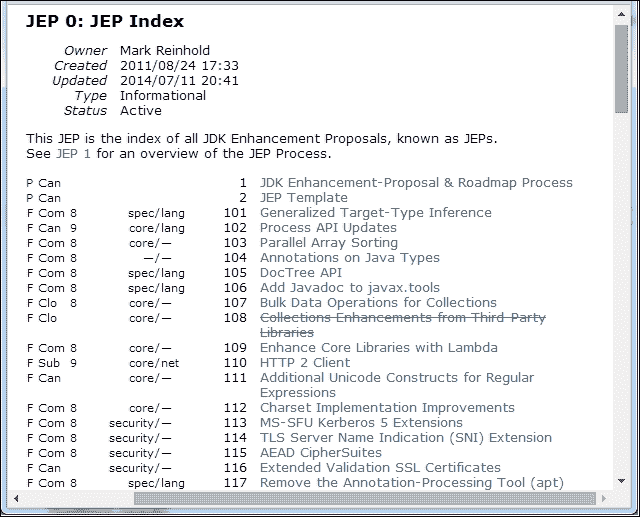 JEP 0: JEP Index
Owner Mark Reinhold
Created 2011/08/24 17:33
Updated 2014/07/11 20:41
Type Informational
Status Active
This JEP is the index of all JDK Enhancement Proposals, known as JEPs.
See JEP 1 for an overview of the JEP Process.
P Can 1 JDK Enhancement-Proposal & Roadmap Process
P Can 2 JEP Template
F Com 8 spec/lang 101 Generalized Target-Type Inference
F Can 9 core/lang 102 Process API Updates
F Com 8 core/— 103 Parallel Array Sorting
F Com 8 —/— 104 Annotations on Java Types
F Com 8 spec/lang 105 DocTree API
F Com 8 spec/lang 106 Add Javadoc to javax.tools
F Clo 8 core/— 107 Bulk Data Operations for Collections
F Clo core/— 108 Collections Enhancements from Third-Party
Libraries
F Com 8 core/— 109 Enhance Core Libraries with Lambda
F Sub 9 core/net 110 HTTP 2 Client
F Can core/— 111 Additional Unicode Constructs for Regular
Expressions
F Com 8 core/— 112 Charset Implementation Improvements
F Com 8 security/— 113 MS-SFU Kerberos 5 Extensions
F Com 8 security/— 114 TLS Server Name Indication (SNI) Extension
F Com 8 security/— 115 AEAD CipherSuites
F Can security/— 116 Extended Validation SSL Certificates
F Com 8 spec/lang 117 Remove the Annotation-Processing Tool (apt)